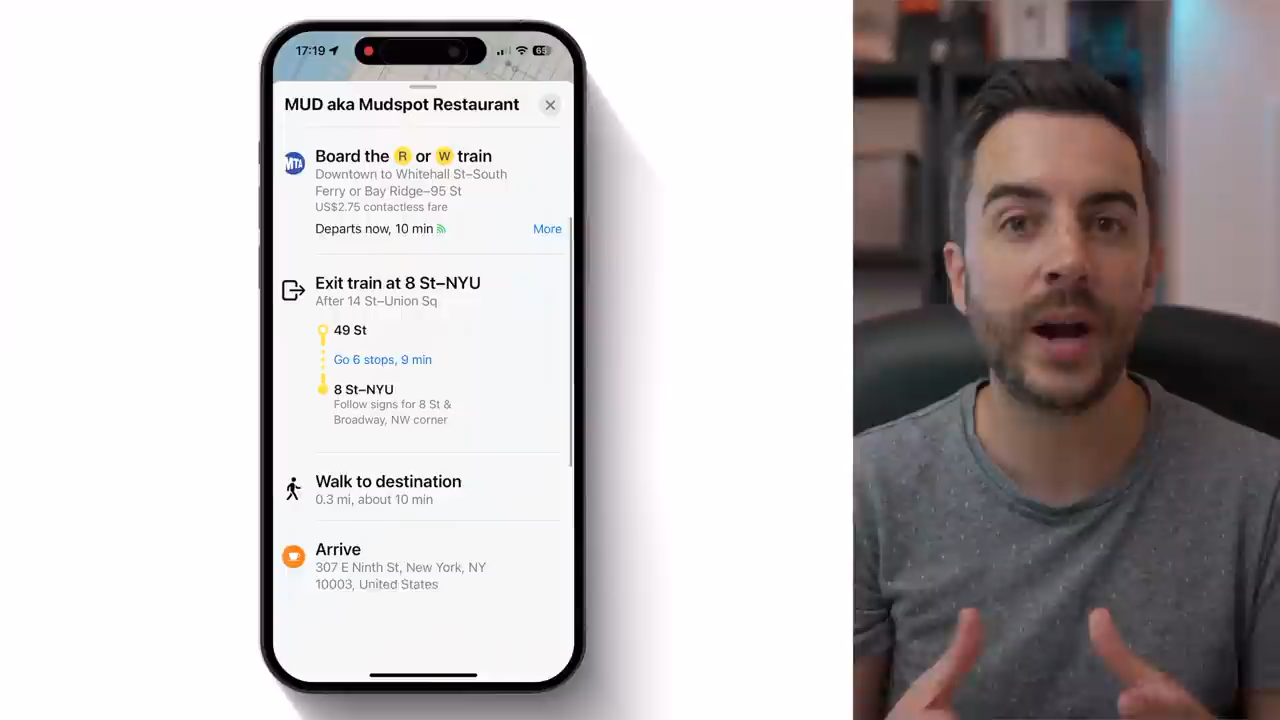 17:19
65
MUD aka Mudspot Restaurant
MTA
Board the R or W train
Downtown to Whitehall St–South
Ferry or Bay Ridge–95 St
US$2.75 contactless fare
Departs now, 10 min
More
Exit train at 8 St–NYU
After 14 St–Union Sq
49 St
Go 6 stops, 9 min
8 St–NYU
Follow signs for 8 St &
Broadway, NW corner
Walk to destination
0.3 mi, about 10 min
Arrive
307 E Ninth St, New York, NY
10003, United States